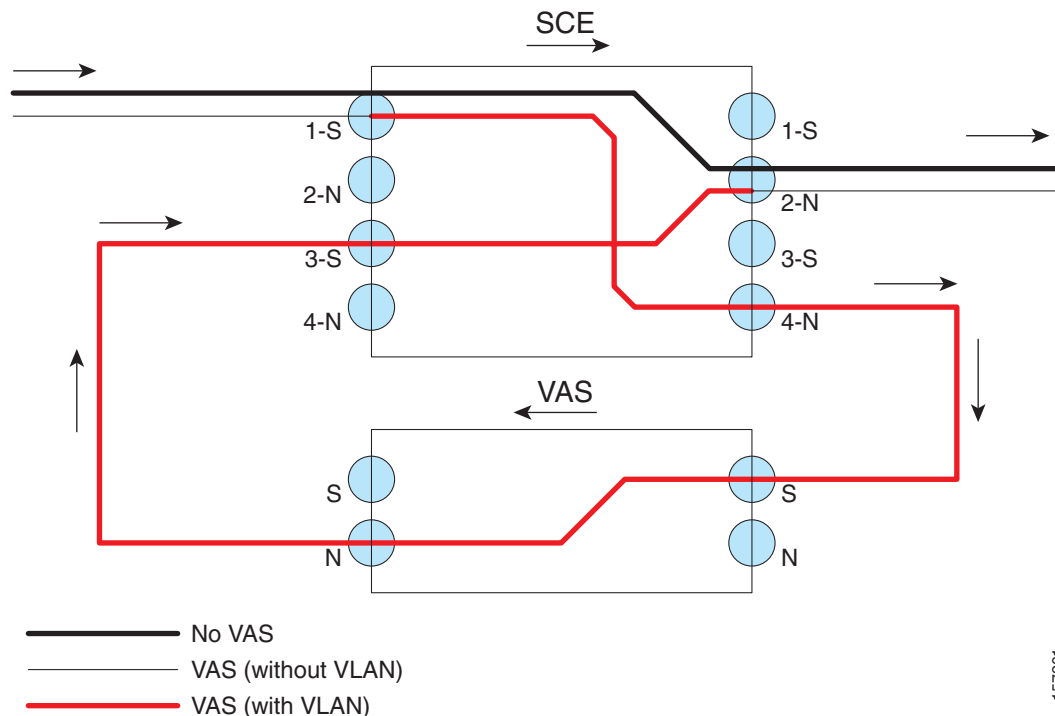 SCE
1-S
1-S
2-N
2-N
3-S
3-S
4-N
4-N
VAS
S
S
N
N
No VAS
VAS (without VLAN)
VAS (with VLAN)